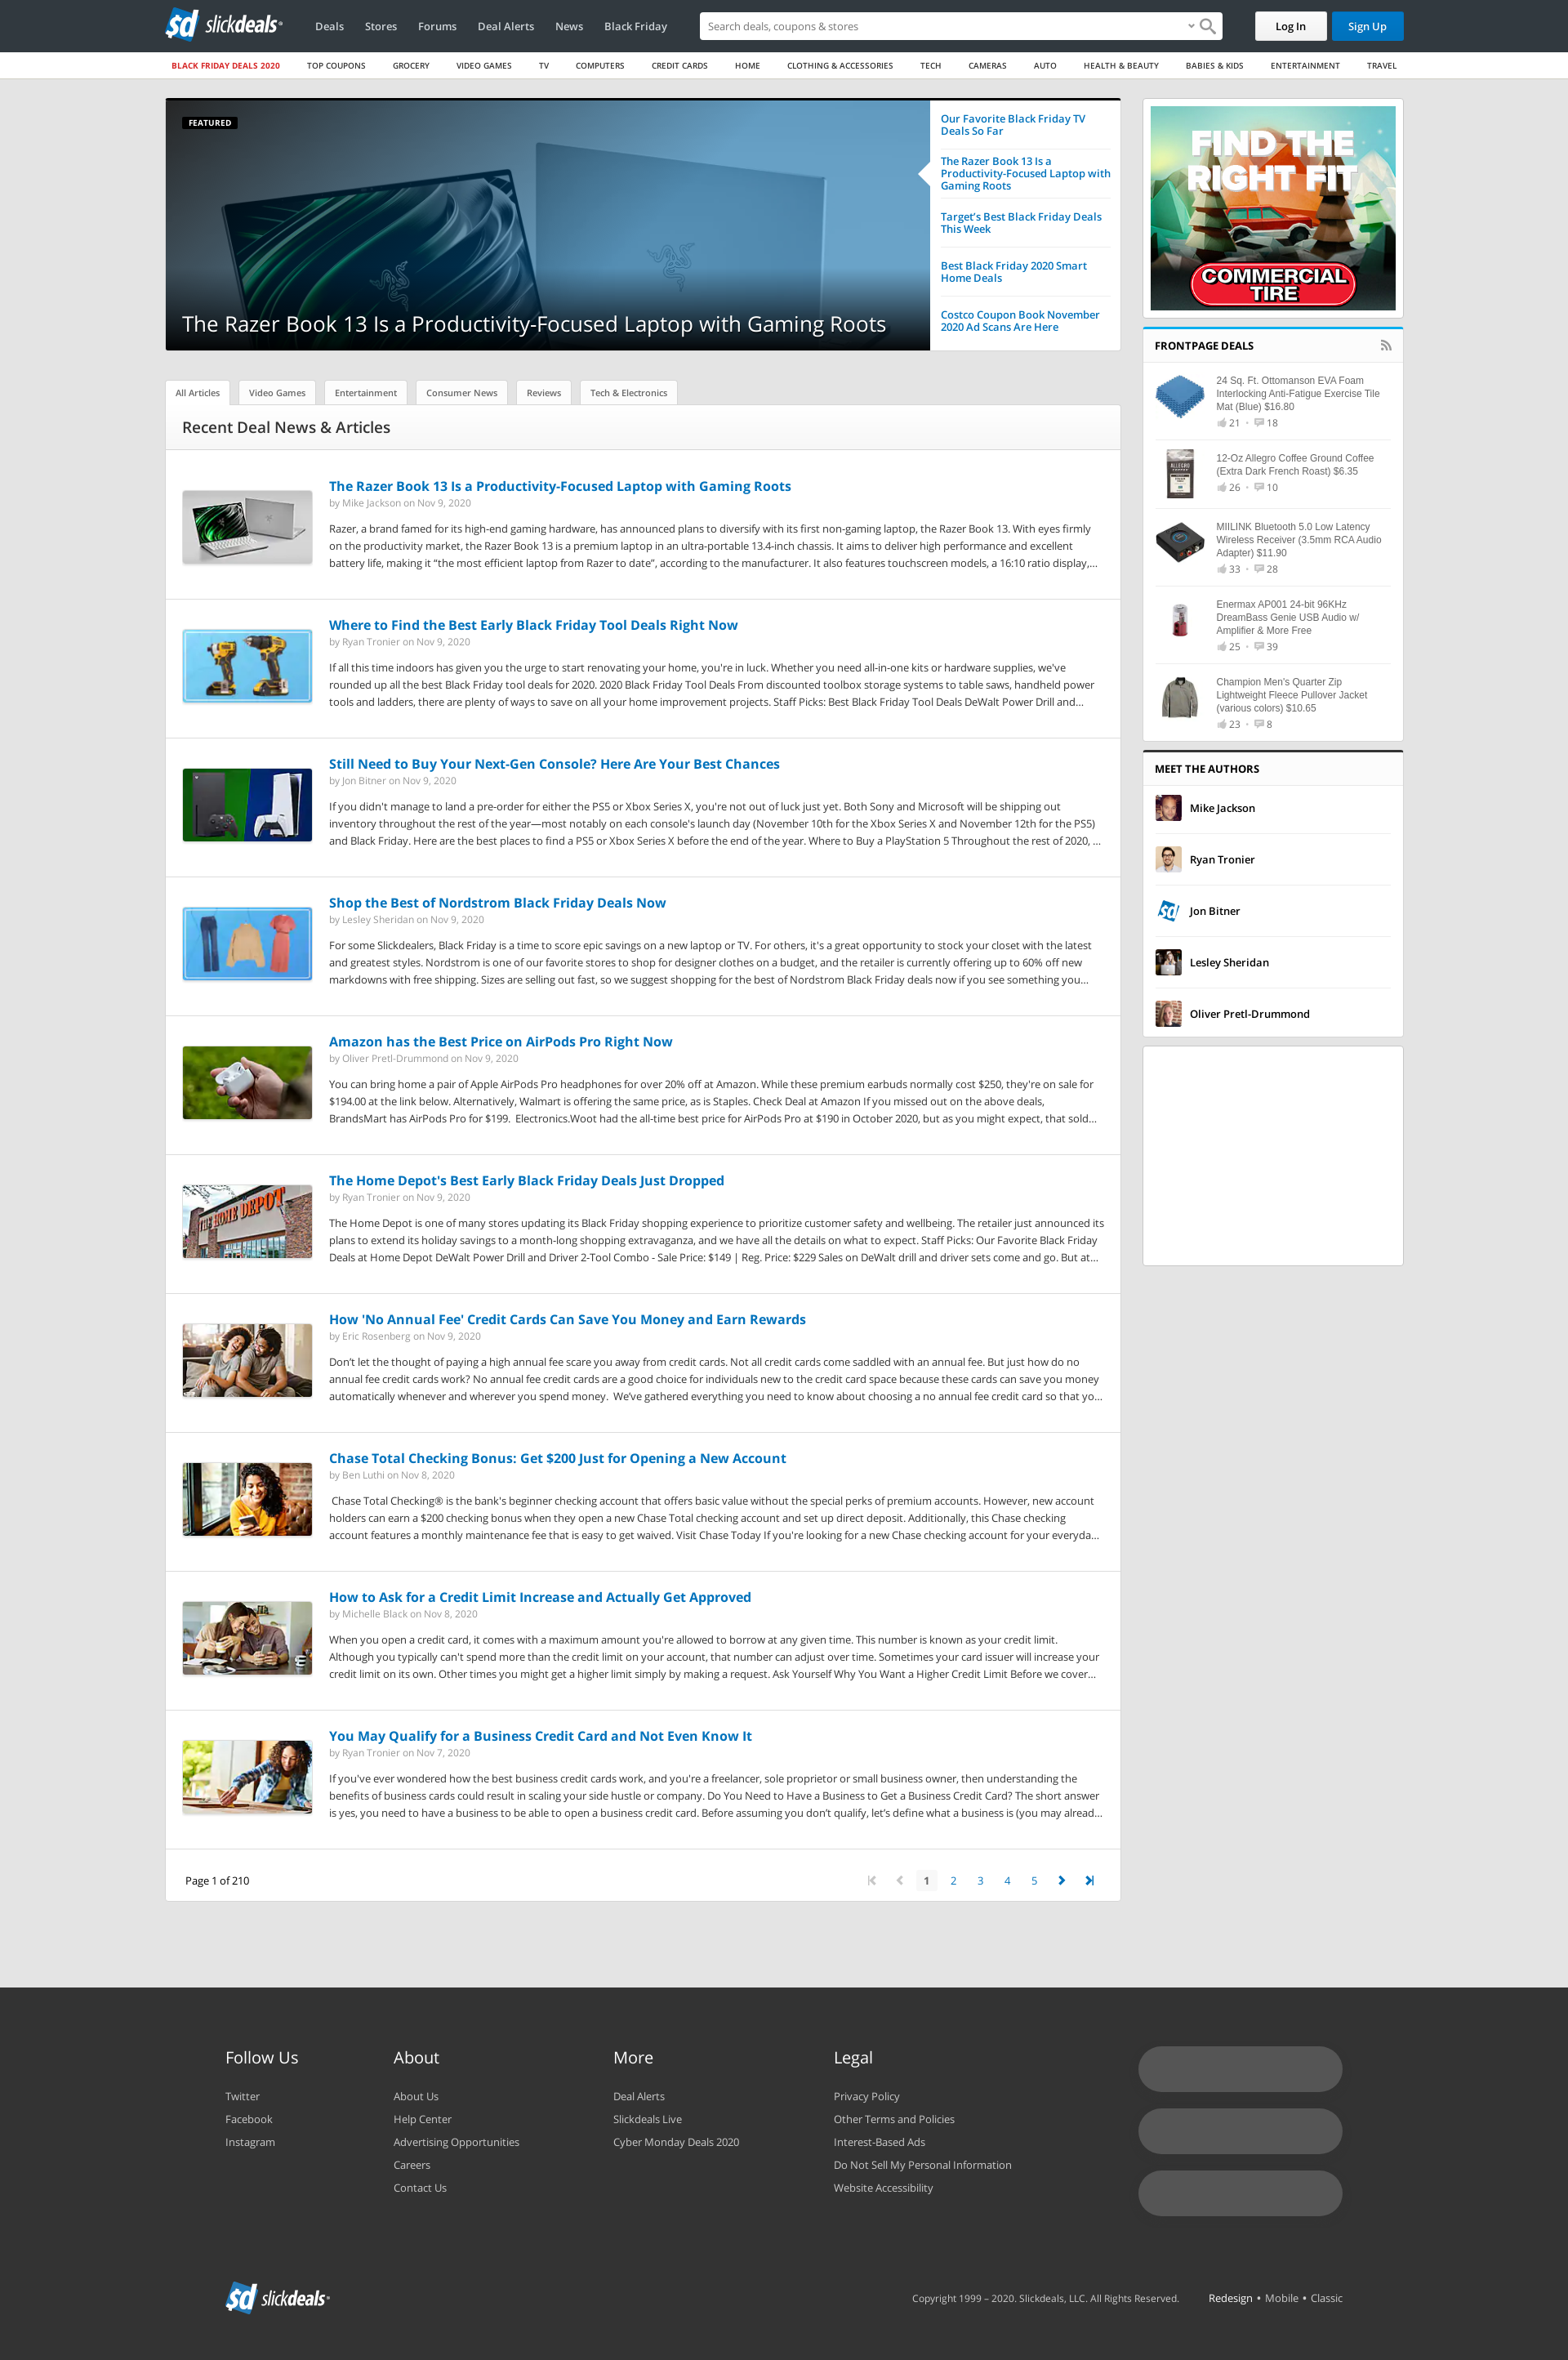 sd slickdeals
Deals Stores Forums Deal Alerts News Black Friday
Search deals, coupons & stores
Log In Sign Up
BLACK FRIDAY DEALS 2020 TOP COUPONS GROCERY VIDEO GAMES TV COMPUTERS CREDIT CARDS HOME CLOTHING & ACCESSORIES TECH CAMERAS AUTO HEALTH & BEAUTY BABIES & KIDS ENTERTAINMENT TRAVEL
FEATURED
The Razer Book 13 Is a Productivity-Focused Laptop with Gaming Roots
Our Favorite Black Friday TV
Deals So Far
The Razer Book 13 Is a
Productivity-Focused Laptop with
Gaming Roots
Target’s Best Black Friday Deals
This Week
Best Black Friday 2020 Smart
Home Deals
Costco Coupon Book November
2020 Ad Scans Are Here
FIND THE
RIGHT FIT
COMMERCIAL
TIRE
All Articles Video Games Entertainment Consumer News Reviews Tech & Electronics
Recent Deal News & Articles
The Razer Book 13 Is a Productivity-Focused Laptop with Gaming Roots
by Mike Jackson on Nov 9, 2020
Razer, a brand famed for its high-end gaming hardware, has announced plans to diversify with its first non-gaming laptop, the Razer Book 13. With eyes firmly
on the productivity market, the Razer Book 13 is a premium laptop in an ultra-portable 13.4-inch chassis. It aims to deliver high performance and excellent
battery life, making it “the most efficient laptop from Razer to date”, according to the manufacturer. It also features touchscreen models, a 16:10 ratio display,...
Where to Find the Best Early Black Friday Tool Deals Right Now
by Ryan Tronier on Nov 9, 2020
If all this time indoors has given you the urge to start renovating your home, you're in luck. Whether you need all-in-one kits or hardware supplies, we've
rounded up all the best Black Friday tool deals for 2020. 2020 Black Friday Tool Deals From discounted toolbox storage systems to table saws, handheld power
tools and ladders, there are plenty of ways to save on all your home improvement projects. Staff Picks: Best Black Friday Tool Deals DeWalt Power Drill and...
Still Need to Buy Your Next-Gen Console? Here Are Your Best Chances
by Jon Bitner on Nov 9, 2020
If you didn't manage to land a pre-order for either the PS5 or Xbox Series X, you're not out of luck just yet. Both Sony and Microsoft will be shipping out
inventory throughout the rest of the year—most notably on each console's launch day (November 10th for the Xbox Series X and November 12th for the PS5)
and Black Friday. Here are the best places to find a PS5 or Xbox Series X before the end of the year. Where to Buy a PlayStation 5 Throughout the rest of 2020, ...
Shop the Best of Nordstrom Black Friday Deals Now
by Lesley Sheridan on Nov 9, 2020
For some Slickdealers, Black Friday is a time to score epic savings on a new laptop or TV. For others, it's a great opportunity to stock your closet with the latest
and greatest styles. Nordstrom is one of our favorite stores to shop for designer clothes on a budget, and the retailer is currently offering up to 60% off new
markdowns with free shipping. Sizes are selling out fast, so we suggest shopping for the best of Nordstrom Black Friday deals now if you see something you...
Amazon has the Best Price on AirPods Pro Right Now
by Oliver Pretl-Drummond on Nov 9, 2020
You can bring home a pair of Apple AirPods Pro headphones for over 20% off at Amazon. While these premium earbuds normally cost $250, they're on sale for
$194.00 at the link below. Alternatively, Walmart is offering the same price, as is Staples. Check Deal at Amazon If you missed out on the above deals,
BrandsMart has AirPods Pro for $199. Electronics.Woot had the all-time best price for AirPods Pro at $190 in October 2020, but as you might expect, that sold...
THE HOME DEPOT
The Home Depot's Best Early Black Friday Deals Just Dropped
by Ryan Tronier on Nov 9, 2020
The Home Depot is one of many stores updating its Black Friday shopping experience to prioritize customer safety and wellbeing. The retailer just announced its
plans to extend its holiday savings to a month-long shopping extravaganza, and we have all the details on what to expect. Staff Picks: Our Favorite Black Friday
Deals at Home Depot DeWalt Power Drill and Driver 2-Tool Combo - Sale Price: $149 | Reg. Price: $229 Sales on DeWalt drill and driver sets come and go. But at...
How 'No Annual Fee' Credit Cards Can Save You Money and Earn Rewards
by Eric Rosenberg on Nov 9, 2020
Don’t let the thought of paying a high annual fee scare you away from credit cards. Not all credit cards come saddled with an annual fee. But just how do no
annual fee credit cards work? No annual fee credit cards are a good choice for individuals new to the credit card space because these cards can save you money
automatically whenever and wherever you spend money. We’ve gathered everything you need to know about choosing a no annual fee credit card so that yo...
Chase Total Checking Bonus: Get $200 Just for Opening a New Account
by Ben Luthi on Nov 8, 2020
Chase Total Checking® is the bank's beginner checking account that offers basic value without the special perks of premium accounts. However, new account
holders can earn a $200 checking bonus when they open a new Chase Total checking account and set up direct deposit. Additionally, this Chase checking
account features a monthly maintenance fee that is easy to get waived. Visit Chase Today If you're looking for a new Chase checking account for your everyda...
How to Ask for a Credit Limit Increase and Actually Get Approved
by Michelle Black on Nov 8, 2020
When you open a credit card, it comes with a maximum amount you're allowed to borrow at any given time. This number is known as your credit limit.
Although you typically can't spend more than the credit limit on your account, that number can adjust over time. Sometimes your card issuer will increase your
credit limit on its own. Other times you might get a higher limit simply by making a request. Ask Yourself Why You Want a Higher Credit Limit Before we cover...
You May Qualify for a Business Credit Card and Not Even Know It
by Ryan Tronier on Nov 7, 2020
If you've ever wondered how the best business credit cards work, and you're a freelancer, sole proprietor or small business owner, then understanding the
benefits of business cards could result in scaling your side hustle or company. Do You Need to Have a Business to Get a Business Credit Card? The short answer
is yes, you need to have a business to be able to open a business credit card. Before assuming you don’t qualify, let’s define what a business is (you may alread...
Page 1 of 210
1 2 3 4 5
FRONTPAGE DEALS
24 Sq. Ft. Ottomanson EVA Foam
Interlocking Anti-Fatigue Exercise Tile
Mat (Blue) $16.80
21 • 18
ALLEGRO
12-Oz Allegro Coffee Ground Coffee
(Extra Dark French Roast) $6.35
26 • 10
MIILINK Bluetooth 5.0 Low Latency
Wireless Receiver (3.5mm RCA Audio
Adapter) $11.90
33 • 28
Enermax AP001 24-bit 96KHz
DreamBass Genie USB Audio w/
Amplifier & More Free
25 • 39
Champion Men's Quarter Zip
Lightweight Fleece Pullover Jacket
(various colors) $10.65
23 • 8
MEET THE AUTHORS
Mike Jackson
Ryan Tronier
sd
Jon Bitner
Lesley Sheridan
Oliver Pretl-Drummond
Follow Us
Twitter
Facebook
Instagram
About
About Us
Help Center
Advertising Opportunities
Careers
Contact Us
More
Deal Alerts
Slickdeals Live
Cyber Monday Deals 2020
Legal
Privacy Policy
Other Terms and Policies
Interest-Based Ads
Do Not Sell My Personal Information
Website Accessibility
sd slickdeals
Copyright 1999 – 2020. Slickdeals, LLC. All Rights Reserved.
Redesign • Mobile • Classic